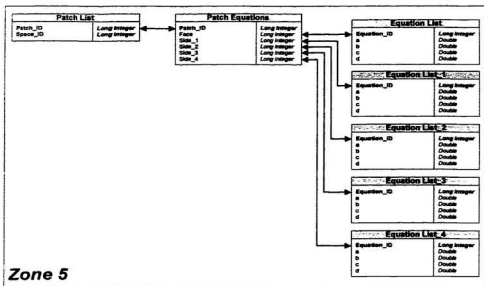 Patch List
Patch_ID Long Integer
Space_ID Long Integer
Patch Equations
Patch_ID Long Integer
Face Long Integer
Side_1 Long Integer
Side_2 Long Integer
Side_3 Long Integer
Side_4 Long Integer
Equation List
Equation_ID Long Integer
a Double
b Double
c Double
d Double
Equation List_1
Equation_ID Long Integer
a Double
b Double
c Double
d Double
Equation List_2
Equation_ID Long Integer
a Double
b Double
c Double
d Double
Equation List_3
Equation_ID Long Integer
a Double
b Double
c Double
d Double
Equation List_4
Equation_ID Long Integer
a Double
b Double
c Double
d Double
Zone 5